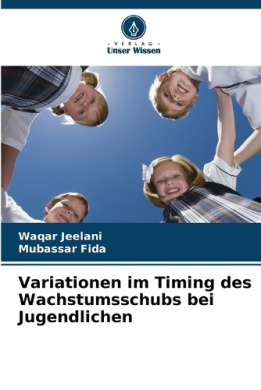 - VERLAG -
Unser Wissen
Waqar Jeelani
Mubassar Fida
Variationen im Timing des
Wachstumsschubs bei
Jugendlichen